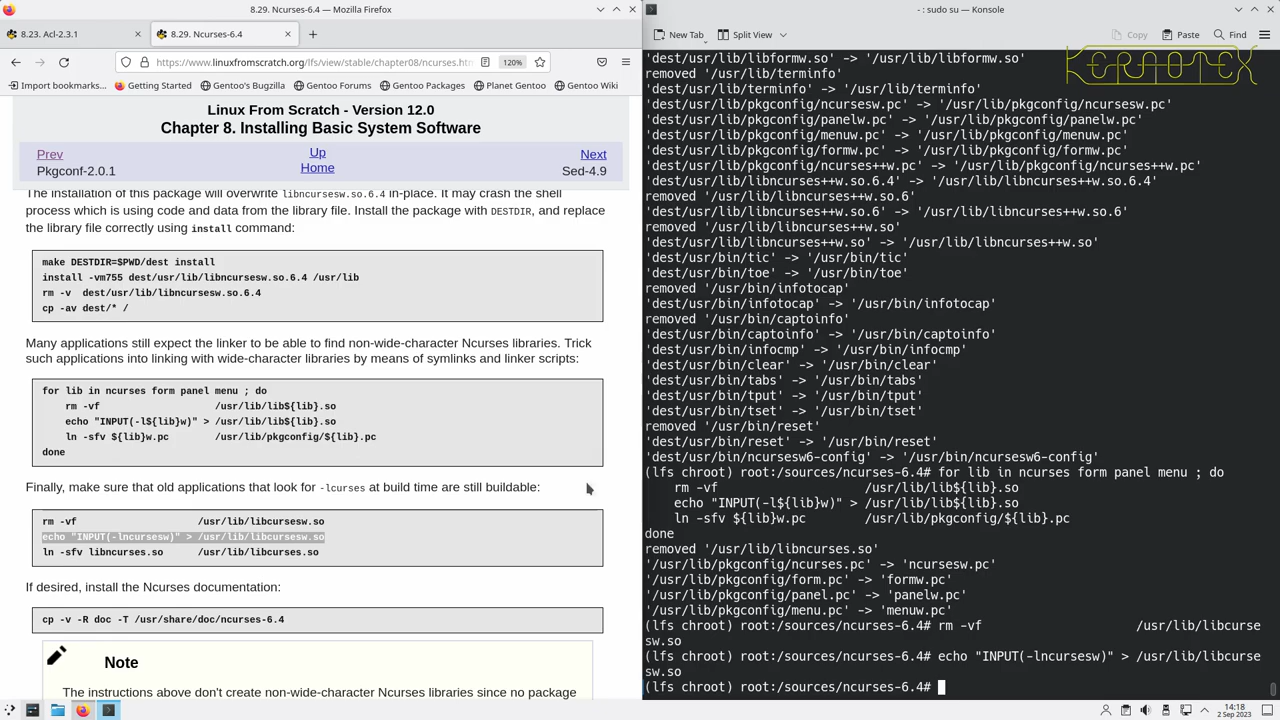 8.29. Ncurses-6.4 — Mozilla Firefox
8.23. Acl-2.3.1
8.29. Ncurses-6.4
https://www.linuxfromscratch.org/lfs/view/stable/chapter08/ncurses.htm
120%
Import bookmarks...
Getting Started
Gentoo's Bugzilla
Gentoo Forums
Gentoo Packages
Planet Gentoo
Gentoo Wiki
Linux From Scratch - Version 12.0
Chapter 8. Installing Basic System Software
Prev
Up
Next
Pkgconf-2.0.1
Home
Sed-4.9
The installation of this package will overwrite libncursesw.so.6.4 in-place. It may crash the shell
process which is using code and data from the library file. Install the package with DESTDIR, and replace
the library file correctly using install command:
make DESTDIR=$PWD/dest install
install -vm755 dest/usr/lib/libncursesw.so.6.4 /usr/lib
rm -v  dest/usr/lib/libncursesw.so.6.4
cp -av dest/* /
Many applications still expect the linker to be able to find non-wide-character Ncurses libraries. Trick
such applications into linking with wide-character libraries by means of symlinks and linker scripts:
for lib in ncurses form panel menu ; do
    rm -vf                    /usr/lib/lib${lib}.so
    echo "INPUT(-l${lib}w)" > /usr/lib/lib${lib}.so
    ln -sfv ${lib}w.pc        /usr/lib/pkgconfig/${lib}.pc
done
Finally, make sure that old applications that look for -lcurses at build time are still buildable:
rm -vf                     /usr/lib/libcursesw.so
echo "INPUT(-lncursesw)" > /usr/lib/libcursesw.so
ln -sfv libncurses.so      /usr/lib/libcurses.so
If desired, install the Ncurses documentation:
cp -v -R doc -T /usr/share/doc/ncurses-6.4
Note
The instructions above don't create non-wide-character Ncurses libraries since no package
- : sudo su — Konsole
New Tab
Split View
Copy
Paste
Find
KERNOTEX
'dest/usr/lib/libformw.so' -> '/usr/lib/libformw.so'
removed '/usr/lib/terminfo'
'dest/usr/lib/terminfo' -> '/usr/lib/terminfo'
'dest/usr/lib/pkgconfig/ncursesw.pc' -> '/usr/lib/pkgconfig/ncursesw.pc'
'dest/usr/lib/pkgconfig/panelw.pc' -> '/usr/lib/pkgconfig/panelw.pc'
'dest/usr/lib/pkgconfig/menuw.pc' -> '/usr/lib/pkgconfig/menuw.pc'
'dest/usr/lib/pkgconfig/formw.pc' -> '/usr/lib/pkgconfig/formw.pc'
'dest/usr/lib/pkgconfig/ncurses++w.pc' -> '/usr/lib/pkgconfig/ncurses++w.pc'
'dest/usr/lib/libncurses++w.so.6.4' -> '/usr/lib/libncurses++w.so.6.4'
removed '/usr/lib/libncurses++w.so.6'
'dest/usr/lib/libncurses++w.so.6' -> '/usr/lib/libncurses++w.so.6'
removed '/usr/lib/libncurses++w.so'
'dest/usr/lib/libncurses++w.so' -> '/usr/lib/libncurses++w.so'
'dest/usr/bin/tic' -> '/usr/bin/tic'
'dest/usr/bin/toe' -> '/usr/bin/toe'
removed '/usr/bin/infotocap'
'dest/usr/bin/infotocap' -> '/usr/bin/infotocap'
removed '/usr/bin/captoinfo'
'dest/usr/bin/captoinfo' -> '/usr/bin/captoinfo'
'dest/usr/bin/infocmp' -> '/usr/bin/infocmp'
'dest/usr/bin/clear' -> '/usr/bin/clear'
'dest/usr/bin/tabs' -> '/usr/bin/tabs'
'dest/usr/bin/tput' -> '/usr/bin/tput'
'dest/usr/bin/tset' -> '/usr/bin/tset'
removed '/usr/bin/reset'
'dest/usr/bin/reset' -> '/usr/bin/reset'
'dest/usr/bin/ncursesw6-config' -> '/usr/bin/ncursesw6-config'
(lfs chroot) root:/sources/ncurses-6.4# for lib in ncurses form panel menu ; do
    rm -vf                    /usr/lib/lib${lib}.so
    echo "INPUT(-l${lib}w)" > /usr/lib/lib${lib}.so
    ln -sfv ${lib}w.pc        /usr/lib/pkgconfig/${lib}.pc
done
removed '/usr/lib/libncurses.so'
'/usr/lib/pkgconfig/ncurses.pc' -> 'ncursesw.pc'
'/usr/lib/pkgconfig/form.pc' -> 'formw.pc'
'/usr/lib/pkgconfig/panel.pc' -> 'panelw.pc'
'/usr/lib/pkgconfig/menu.pc' -> 'menuw.pc'
(lfs chroot) root:/sources/ncurses-6.4# rm -vf                     /usr/lib/libcurse
sw.so
(lfs chroot) root:/sources/ncurses-6.4# echo "INPUT(-lncursesw)" > /usr/lib/libcurse
sw.so
(lfs chroot) root:/sources/ncurses-6.4#
14:18
2 Sep 2023